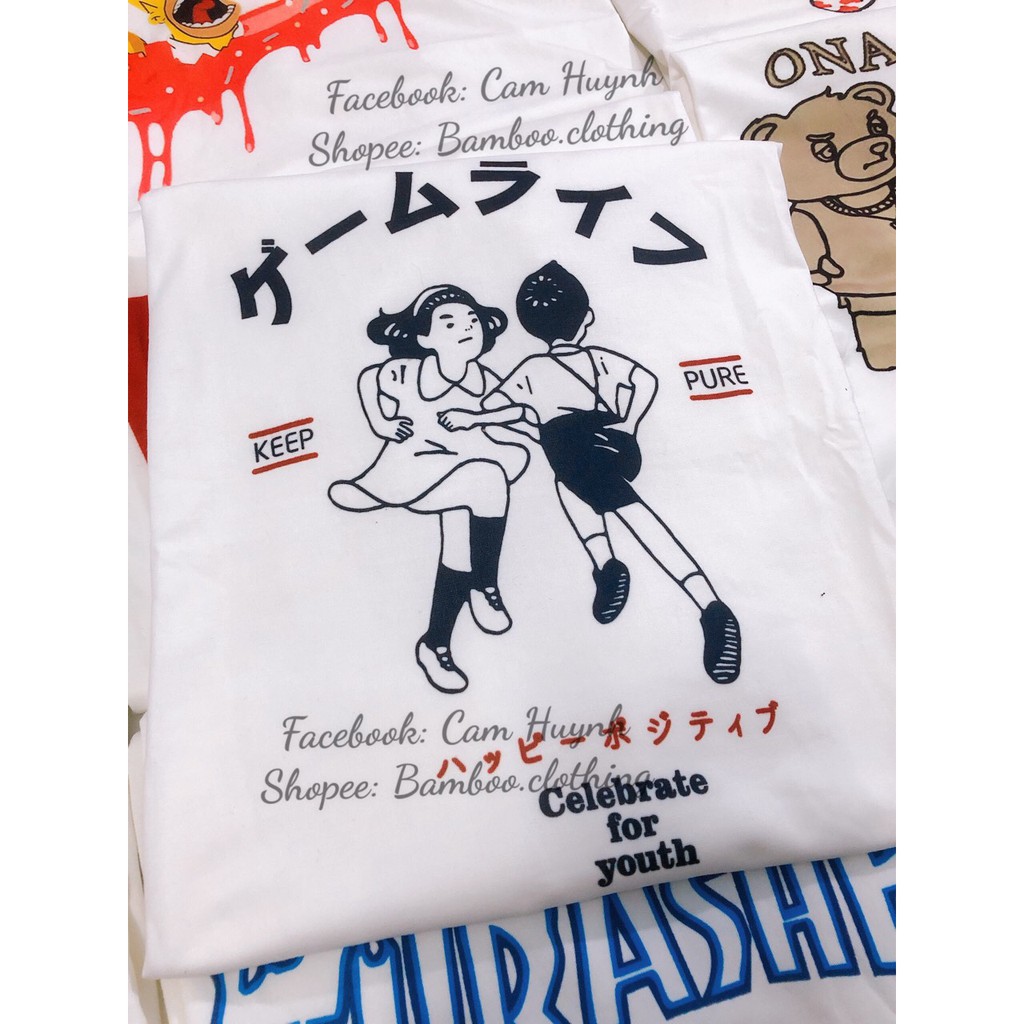 Facebook: Cam Huynh
Shopee: Bamboo.clothing
ONA
ゲームライフ
PURE
KEEP
Facebook: Cam Huynh
ハッピーポジティブ
Shopee: Bamboo.clothing
Celebrate
for
youth
THRASHE